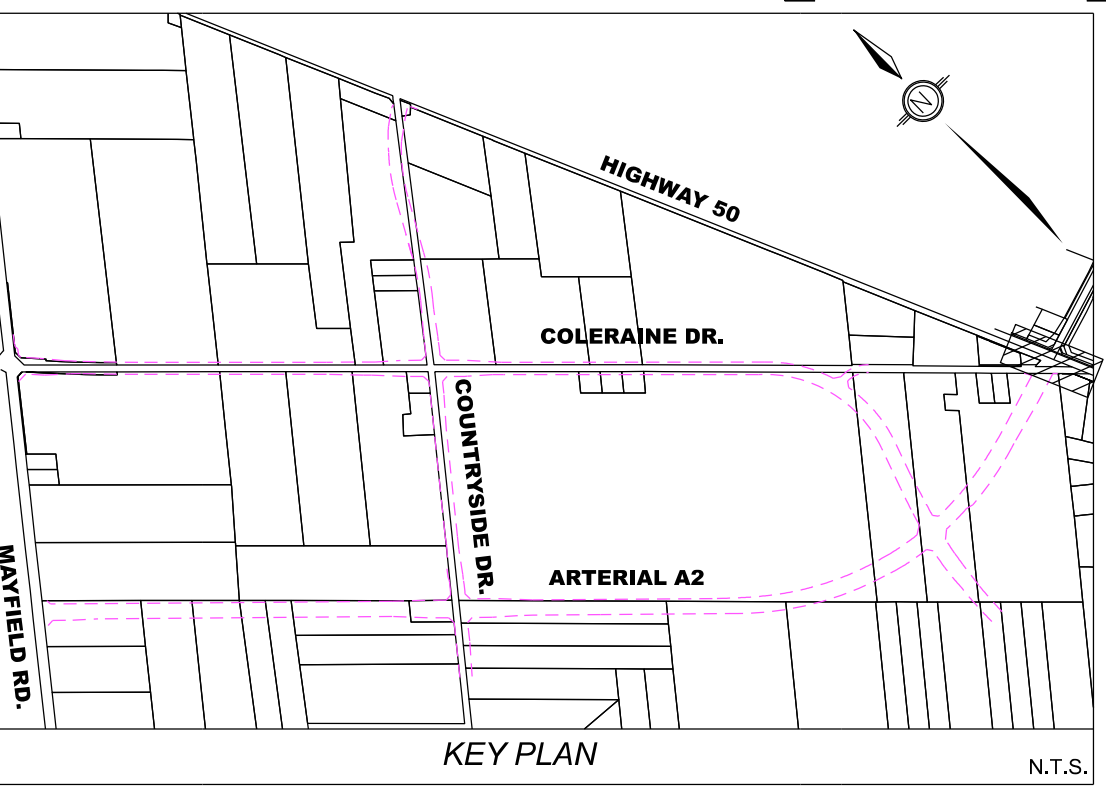 N
HIGHWAY 50
COLERAINE DR.
COUNTRYSIDE DR.
MAYFIELD RD.
ARTERIAL A2
KEY PLAN
N.T.S.